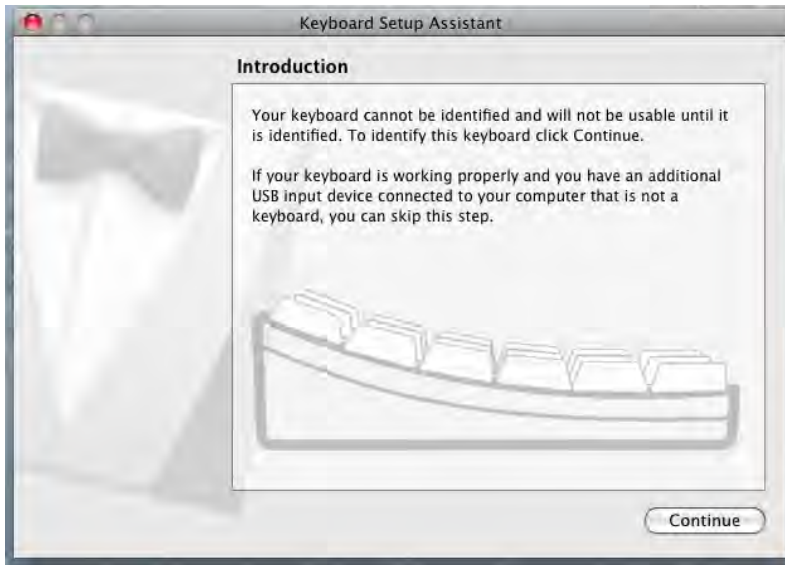 Keyboard Setup Assistant
Introduction
Your keyboard cannot be identified and will not be usable until it
is identified. To identify this keyboard click Continue.
If your keyboard is working properly and you have an additional
USB input device connected to your computer that is not a
keyboard, you can skip this step.
Continue